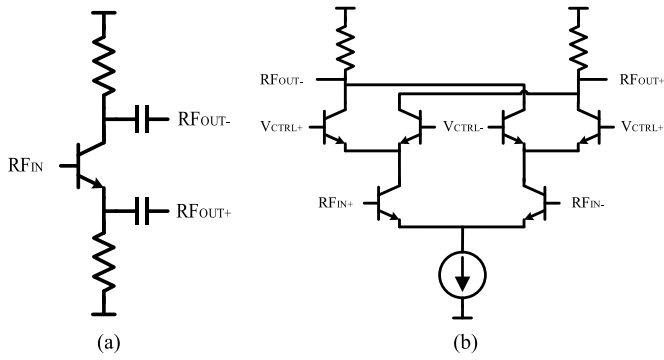 RFOUT-
RFIN
RFOUT+
(a)
RFOUT-
RFOUT+
VCTRL+
VCTRL-
VCTRL+
RFIN+
RFIN-
(b)